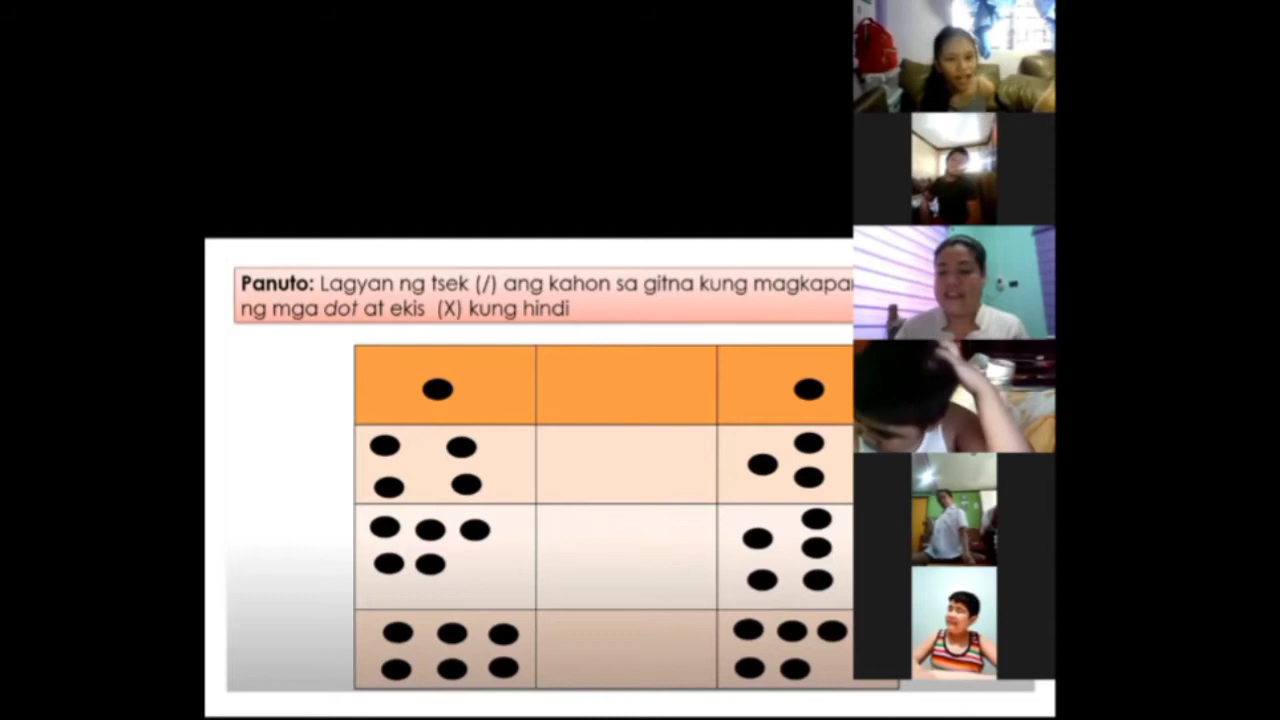 Panuto: Lagyan ng tsek (/) ang kahon sa gitna kung
ng mga dot at ekis (X) kung hindi